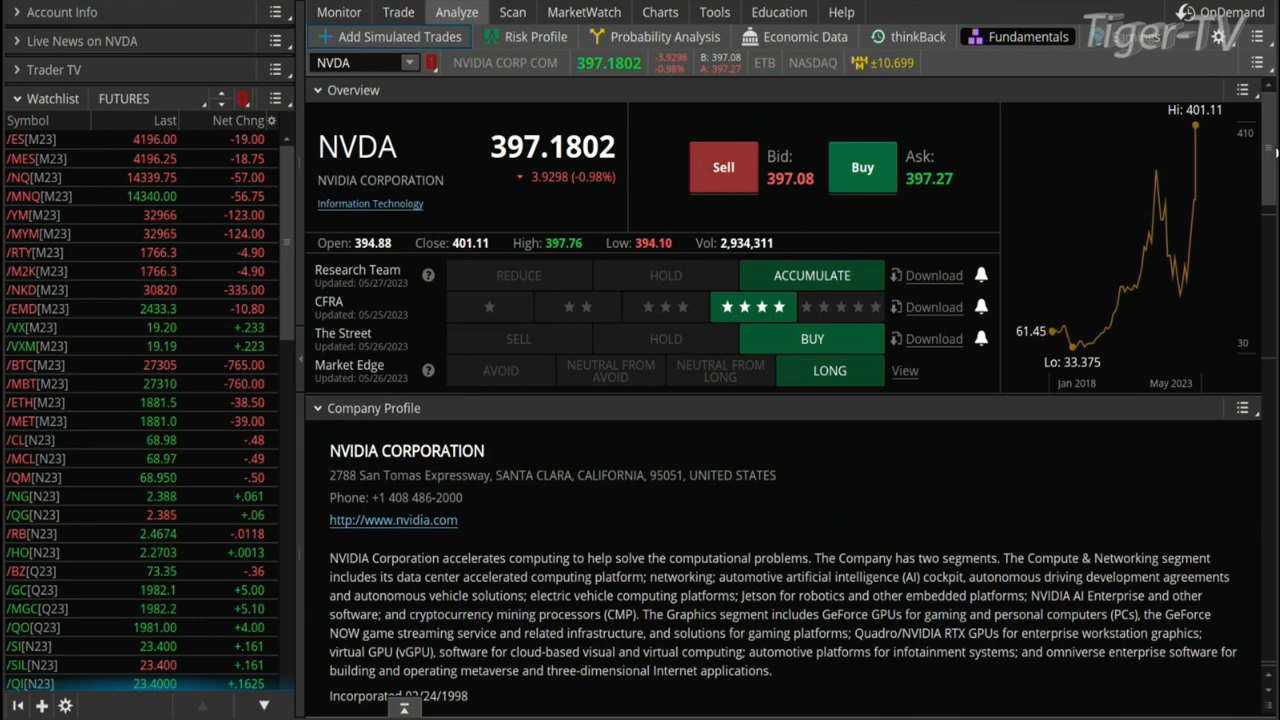 Account Info
Live News on NVDA
Trader TV
Watchlist FUTURES
Symbol Last Net Chng
/ES[M23] 4196.00 -19.00
/MES[M23] 4196.25 -18.75
/NQ[M23] 14339.75 -57.00
/MNQ[M23] 14340.00 -56.75
/YM[M23] 32966 -123.00
/MYM[M23] 32965 -124.00
/RTY[M23] 1766.3 -4.90
/M2K[M23] 1766.3 -4.90
/NKD[M23] 30820 -335.00
/EMD[M23] 2433.3 -10.80
/VX[M23] 19.20 +.233
/VXM[M23] 19.19 +.223
/BTC[M23] 27305 -765.00
/MBT[M23] 27310 -760.00
/ETH[M23] 1881.5 -38.50
/MET[M23] 1881.0 -39.00
/CL[N23] 68.98 -.48
/MCL[N23] 68.97 -.49
/QM[N23] 68.950 -.50
/NG[N23] 2.388 +.061
/QG[N23] 2.385 +.06
/RB[N23] 2.4674 -.0118
/HO[N23] 2.2703 +.0013
/BZ[Q23] 73.35 -.36
/GC[Q23] 1982.1 +5.00
/MGC[Q23] 1982.2 +5.10
/QO[Q23] 1981.00 +4.00
/SI[N23] 23.400 +.161
/SIL[N23] 23.400 +.161
/QI[N23] 23.4000 +.1625
Monitor Trade Analyze Scan MarketWatch Charts Tools Education Help OnDemand
Tiger-TV
Add Simulated Trades Risk Profile Probability Analysis Economic Data thinkBack Fundamentals
NVDA NVIDIA CORP COM 397.1802 -3.9298 -0.98% B: 397.08 A: 397.27 ETB NASDAQ ±10.699
Overview
NVDA 397.1802
NVIDIA CORPORATION 3.9298 (-0.98%)
Information Technology
Sell Bid: 397.08 Buy Ask: 397.27
Open: 394.88 Close: 401.11 High: 397.76 Low: 394.10 Vol: 2,934,311
Research Team REDUCE HOLD ACCUMULATE Download
Updated: 05/27/2023
CFRA Download
Updated: 05/25/2023
The Street SELL HOLD BUY Download
Updated: 05/26/2023
Market Edge AVOID NEUTRAL FROM AVOID NEUTRAL FROM LONG LONG View
Updated: 05/26/2023
Hi: 401.11
410
61.45
30
Lo: 33.375
Jan 2018 May 2023
Company Profile
NVIDIA CORPORATION
2788 San Tomas Expressway, SANTA CLARA, CALIFORNIA, 95051, UNITED STATES
Phone: +1 408 486-2000
http://www.nvidia.com
NVIDIA Corporation accelerates computing to help solve the computational problems. The Company has two segments. The Compute & Networking segment
includes its data center accelerated computing platform; networking; automotive artificial intelligence (AI) cockpit, autonomous driving development agreements
and autonomous vehicle solutions; electric vehicle computing platforms; Jetson for robotics and other embedded platforms; NVIDIA AI Enterprise and other
software; and cryptocurrency mining processors (CMP). The Graphics segment includes GeForce GPUs for gaming and personal computers (PCs), the GeForce
NOW game streaming service and related infrastructure, and solutions for gaming platforms; Quadro/NVIDIA RTX GPUs for enterprise workstation graphics;
virtual GPU (vGPU), software for cloud-based visual and virtual computing; automotive platforms for infotainment systems; and omniverse enterprise software for
building and operating metaverse and three-dimensional Internet applications.
Incorporated 02/24/1998